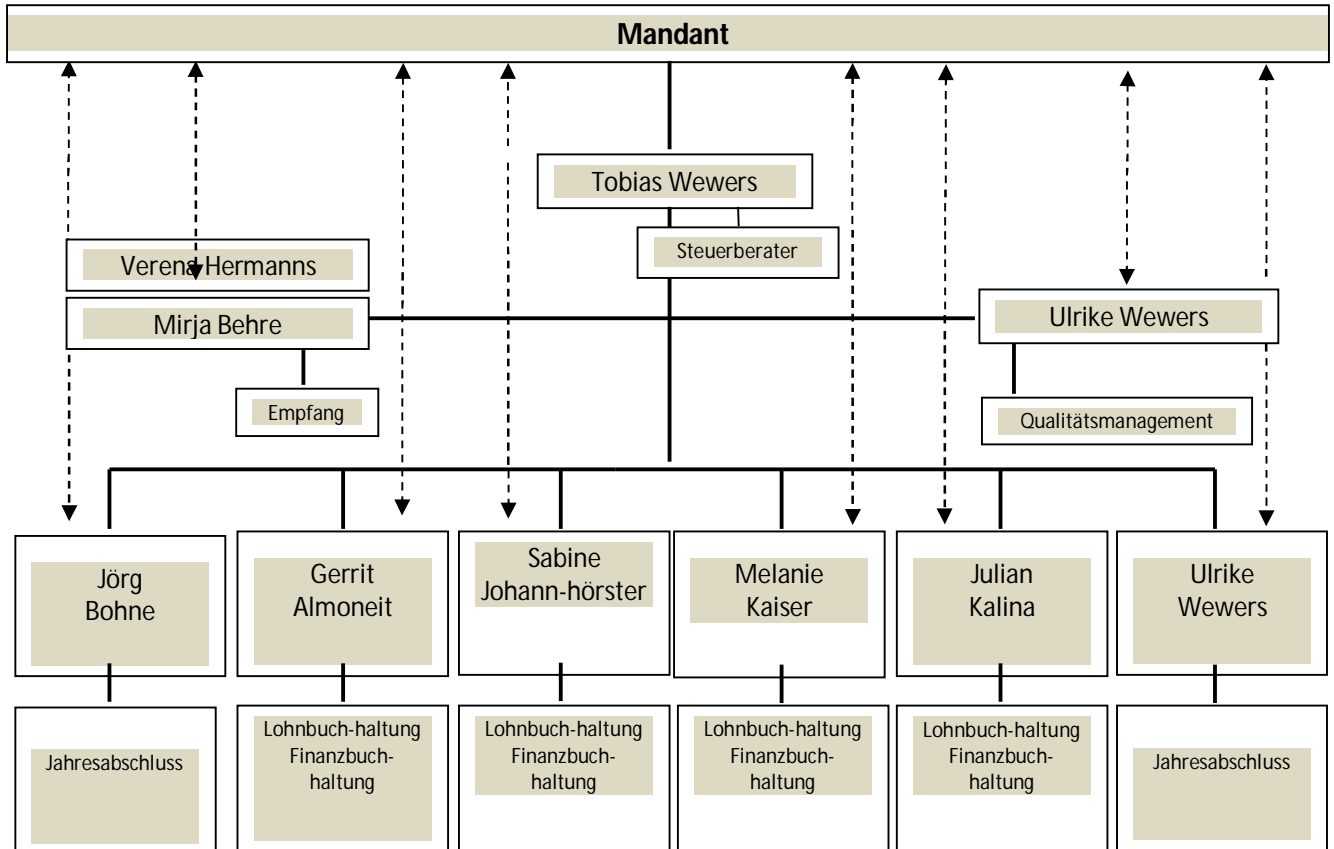 Mandant
Tobias Wewers
Steuerberater
Verena Hermanns
Mirja Behre
Empfang
Ulrike Wewers
Qualitätsmanagement
Jörg
Bohne
Gerrit
Almoneit
Sabine
Johann-hörster
Melanie
Kaiser
Julian
Kalina
Ulrike
Wewers
Jahresabschluss
Lohnbuch-haltung
Finanzbuch-
haltung
Lohnbuch-haltung
Finanzbuch-
haltung
Lohnbuch-haltung
Finanzbuch-
haltung
Lohnbuch-haltung
Finanzbuch-
haltung
Jahresabschluss